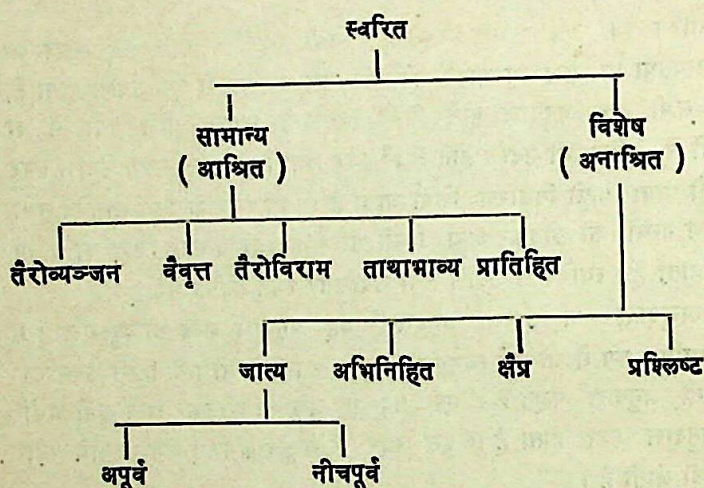 स्वरित
सामान्य विशेष
( आश्रित ) ( अनाश्रित )
तैरोव्यञ्जन वैवृत्त तैरोविराम ताथाभाव्य प्रातिहित
जात्य अभिनिहित क्षैप्र प्रश्लिष्ट
अपूर्व नीचपूर्व